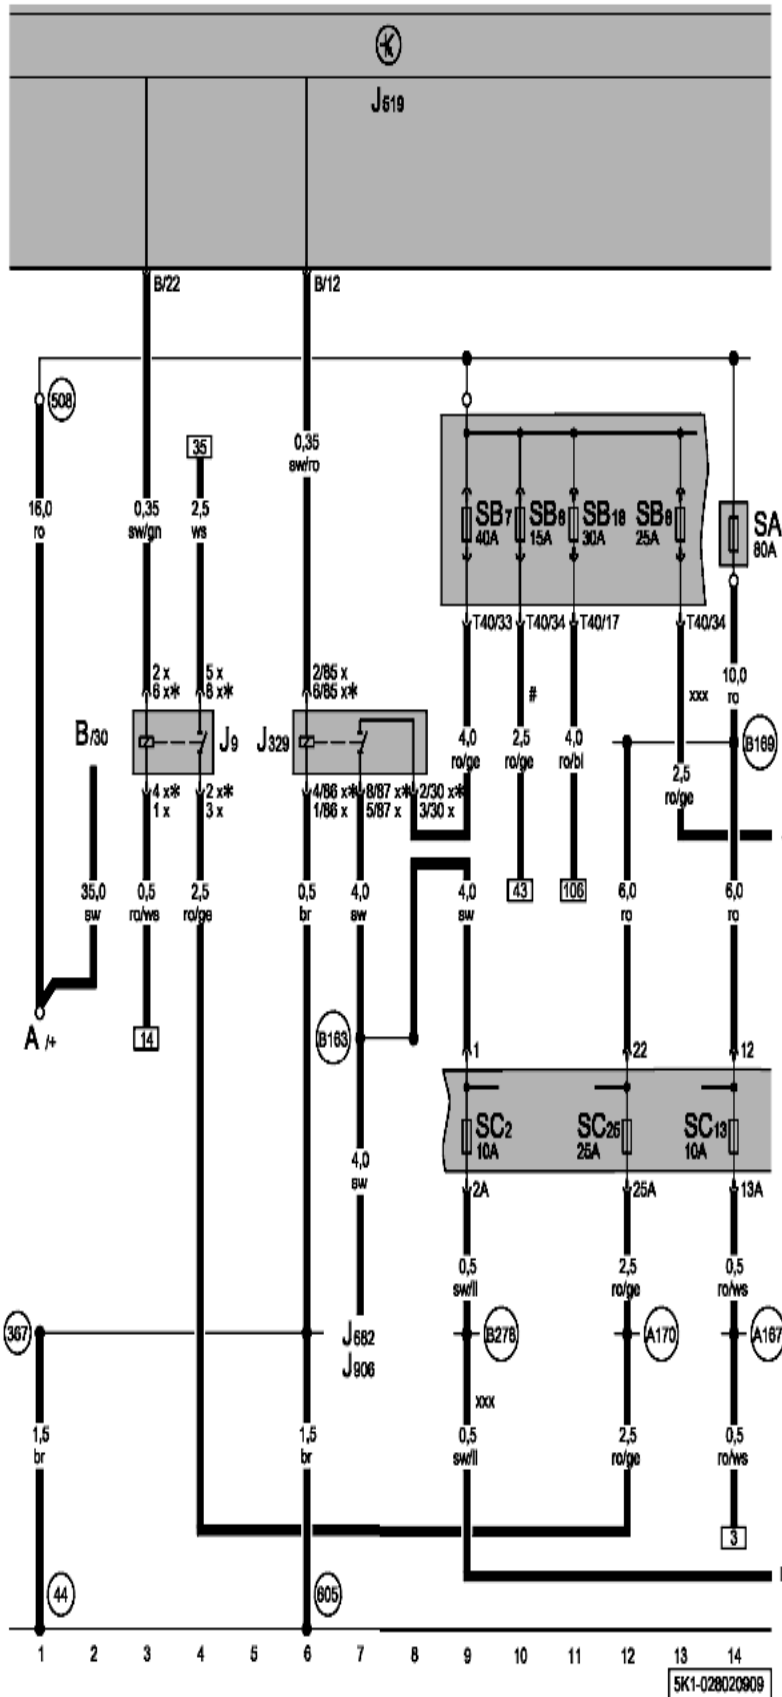 J519
B/22
B/12
508
35
0,35
sw/ro
16,0
ro
0,35
sw/gn
2,5
ws
SB7
40A
SB6
15A
SB18
30A
SB8
25A
SA
80A
T40/33
T40/34
T40/17
T40/34
2 x
6 x*
5 x
8 x*
2/85 x
6/85 x*
#
xxx
10,0
ro
B/30
J9
J329
4,0
ro/ge
2,5
ro/ge
4,0
ro/bl
B169
2,5
ro/ge
4 x*
1 x
2 x*
3 x
4/86 x*
1/86 x
8/87 x*
5/87 x
2/30 x*
3/30 x
35,0
sw
0,5
ro/ws
2,5
ro/ge
0,5
br
4,0
sw
4,0
sw
43
106
6,0
ro
6,0
ro
A /+
14
B163
1
22
12
SC2
10A
SC25
25A
SC13
10A
4,0
sw
2A
25A
13A
0,5
sw/li
2,5
ro/ge
0,5
ro/ws
367
J682
J906
B278
A170
A167
xxx
1,5
br
1,5
br
0,5
sw/li
2,5
ro/ge
0,5
ro/ws
3
44
605
1 2 3 4 5 6 7 8 9 10 11 12 13 14
5K1-028020909